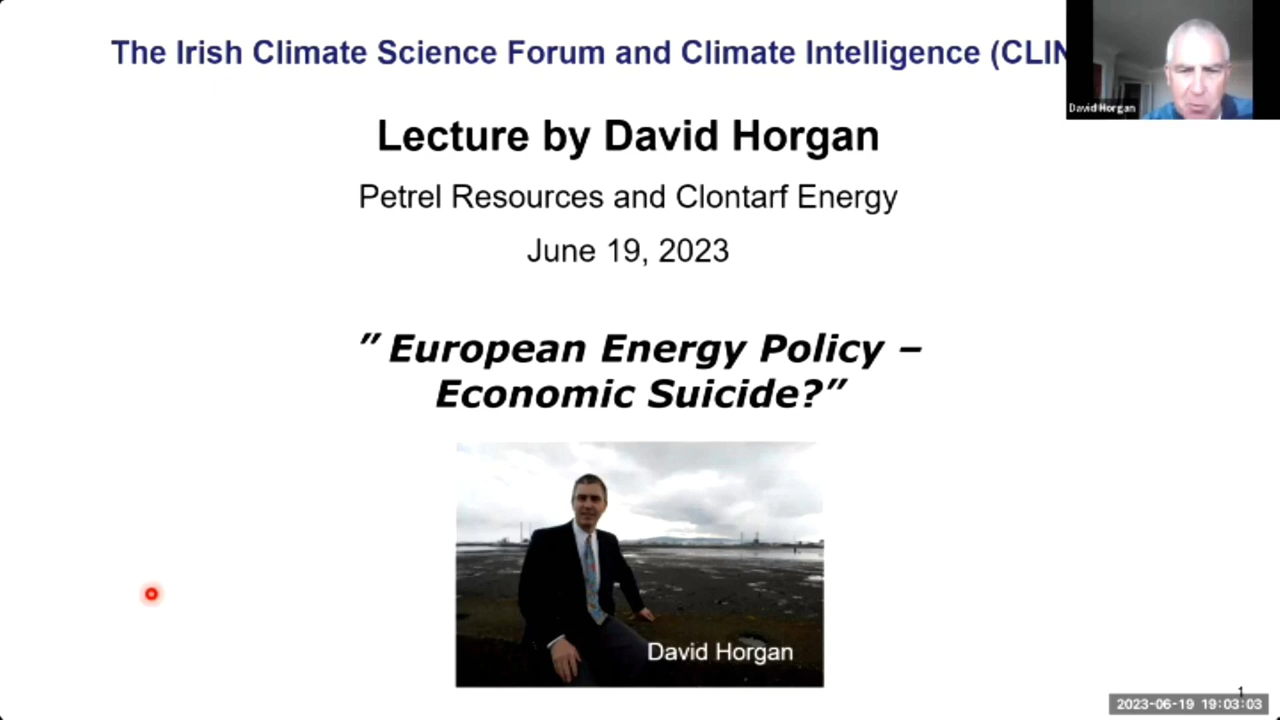 The Irish Climate Science Forum and Climate Intelligence (CLIN
David Horgan
Lecture by David Horgan
Petrel Resources and Clontarf Energy
June 19, 2023
” European Energy Policy –
Economic Suicide?”
David Horgan
1
2023-06-19 19:03:03